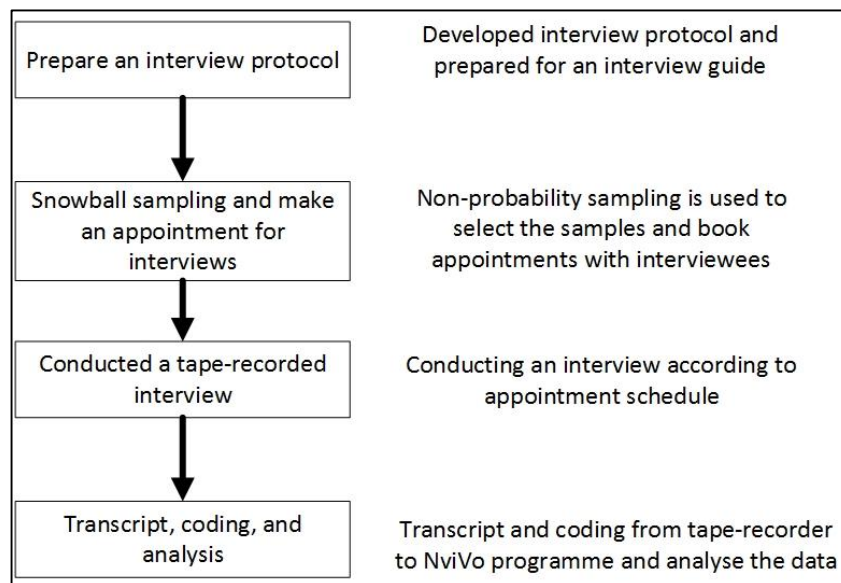 Prepare an interview protocol
Developed interview protocol and
prepared for an interview guide
Snowball sampling and make
an appointment for
interviews
Non-probability sampling is used to
select the samples and book
appointments with interviewees
Conducted a tape-recorded
interview
Conducting an interview according to
appointment schedule
Transcript, coding, and
analysis
Transcript and coding from tape-recorder
to NviVo programme and analyse the data